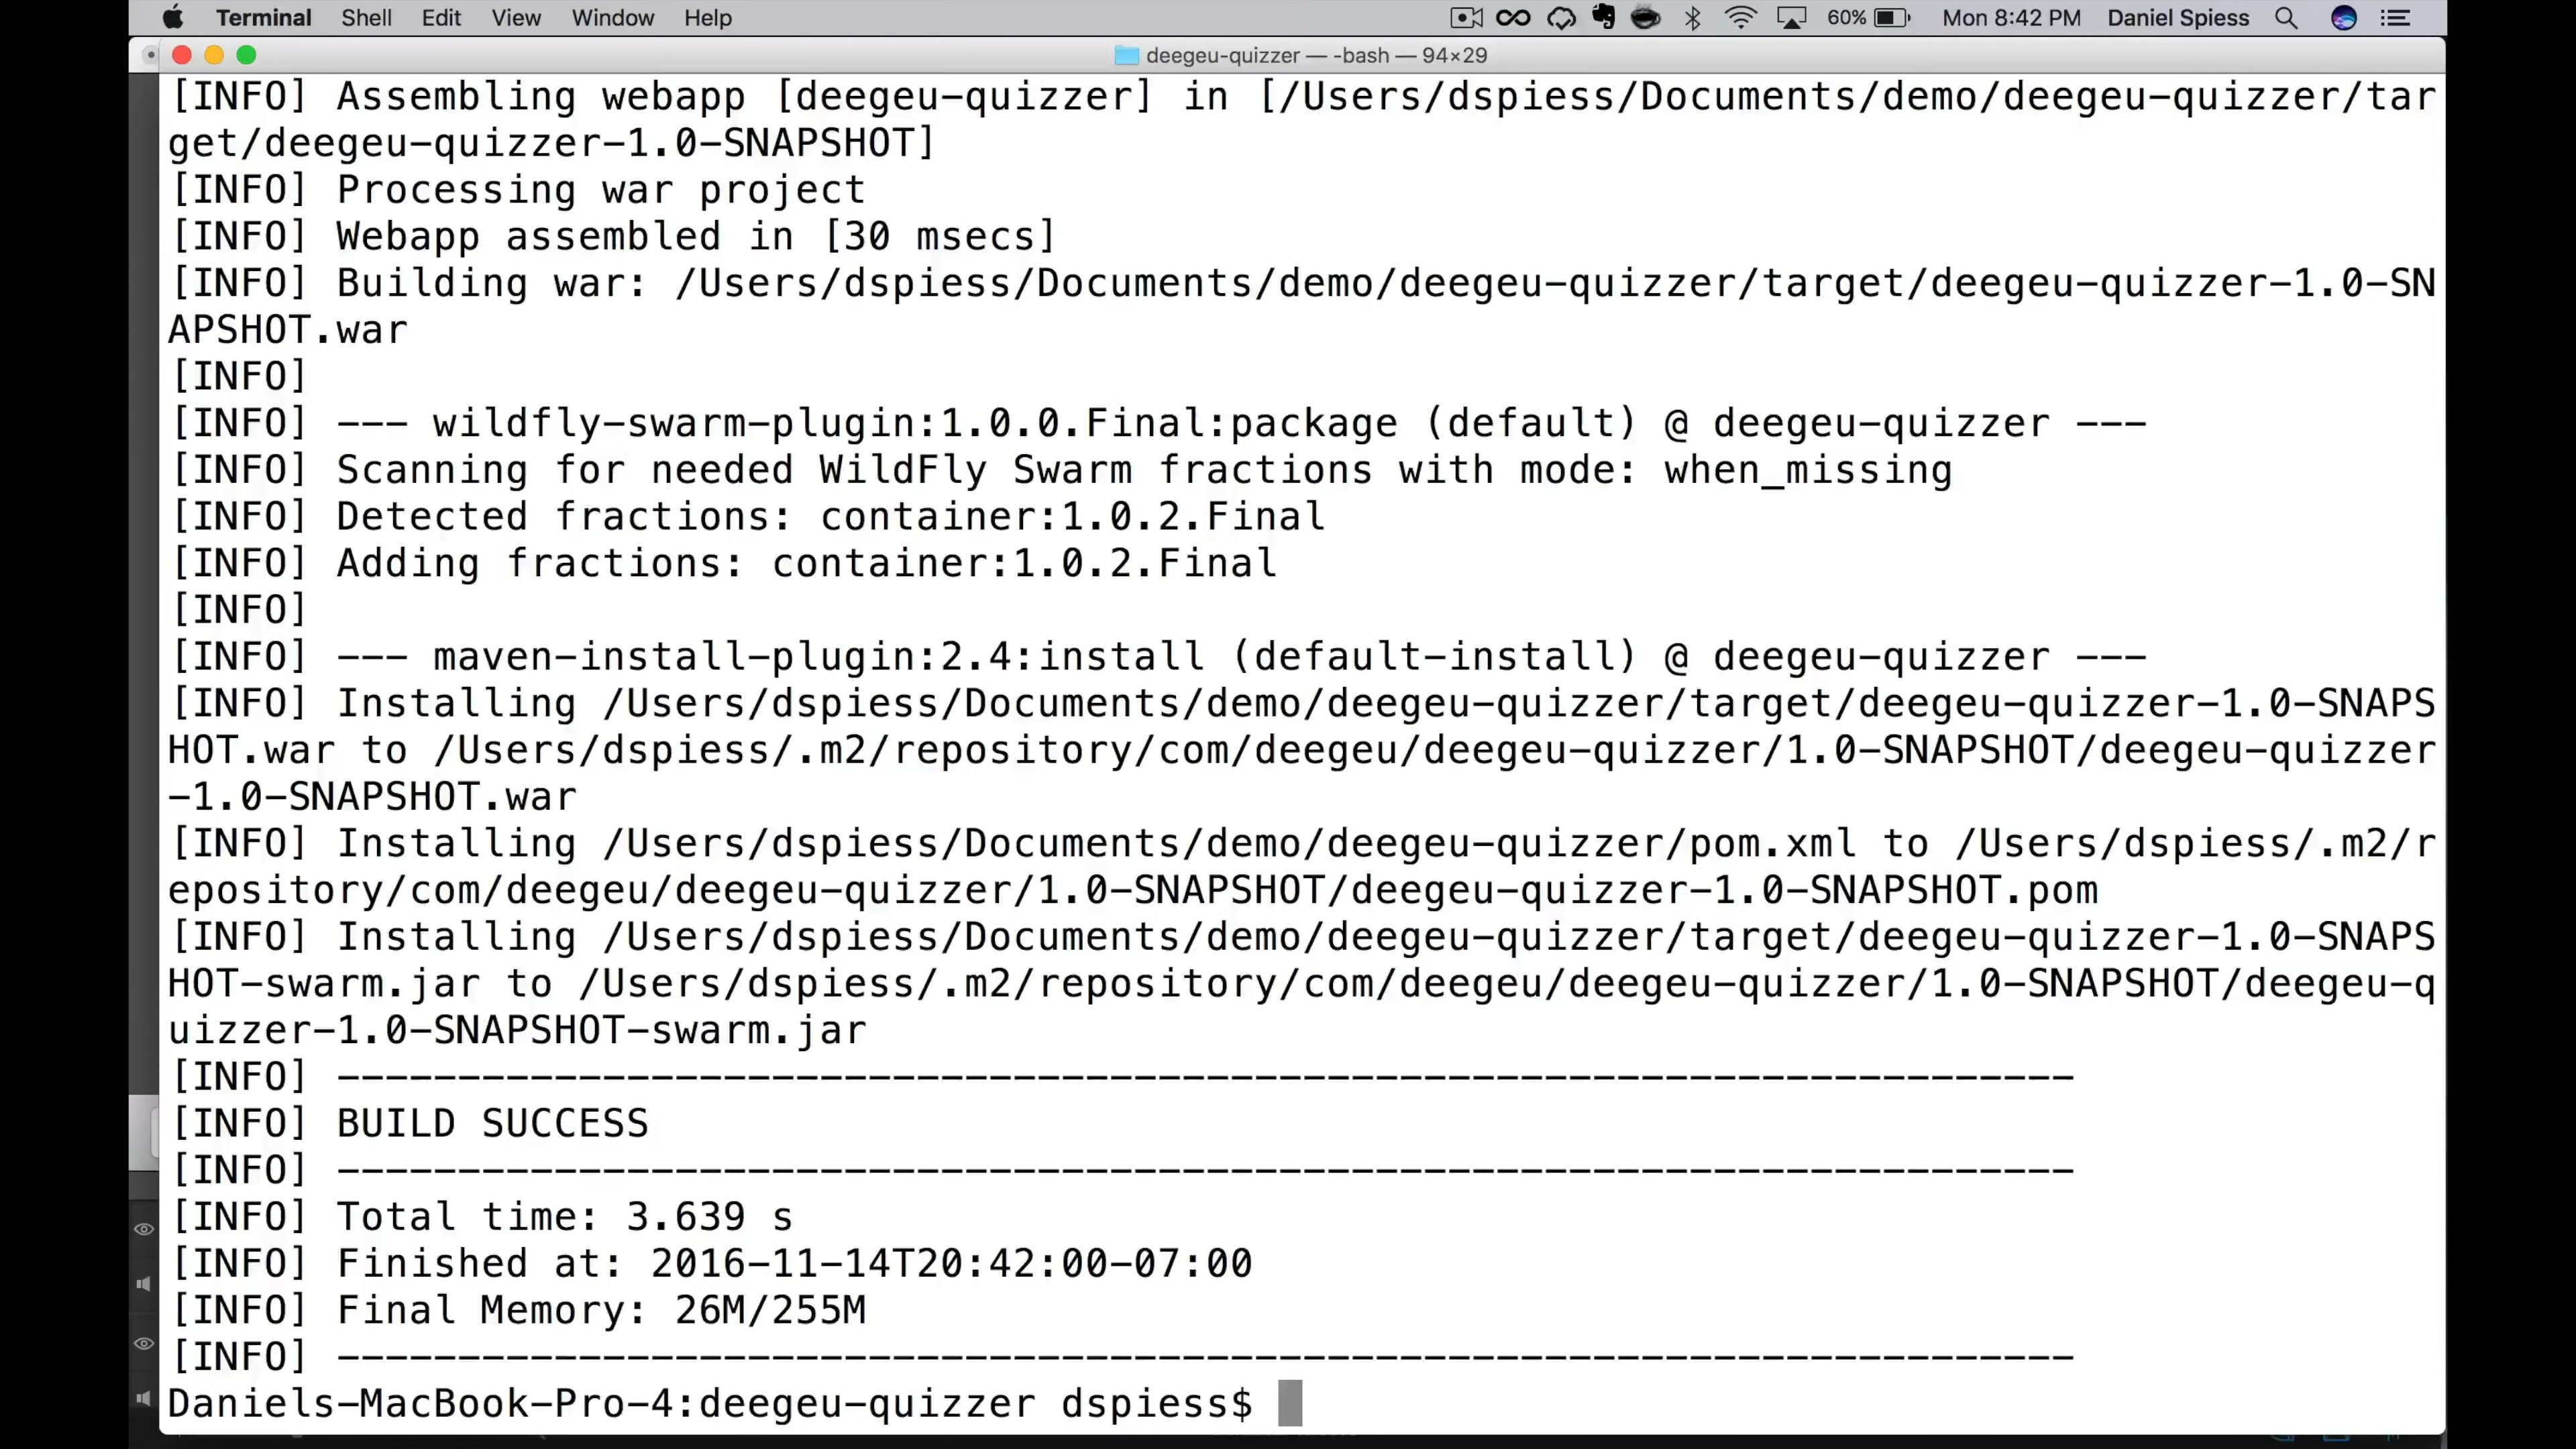 Terminal Shell Edit View Window Help 60% Mon 8:42 PM Daniel Spiess
deegeu-quizzer — -bash — 94×29
[INFO] Assembling webapp [deegeu-quizzer] in [/Users/dspiess/Documents/demo/deegeu-quizzer/tar
get/deegeu-quizzer-1.0-SNAPSHOT]
[INFO] Processing war project
[INFO] Webapp assembled in [30 msecs]
[INFO] Building war: /Users/dspiess/Documents/demo/deegeu-quizzer/target/deegeu-quizzer-1.0-SN
APSHOT.war
[INFO]
[INFO] --- wildfly-swarm-plugin:1.0.0.Final:package (default) @ deegeu-quizzer ---
[INFO] Scanning for needed WildFly Swarm fractions with mode: when_missing
[INFO] Detected fractions: container:1.0.2.Final
[INFO] Adding fractions: container:1.0.2.Final
[INFO]
[INFO] --- maven-install-plugin:2.4:install (default-install) @ deegeu-quizzer ---
[INFO] Installing /Users/dspiess/Documents/demo/deegeu-quizzer/target/deegeu-quizzer-1.0-SNAPS
HOT.war to /Users/dspiess/.m2/repository/com/deegeu/deegeu-quizzer/1.0-SNAPSHOT/deegeu-quizzer
-1.0-SNAPSHOT.war
[INFO] Installing /Users/dspiess/Documents/demo/deegeu-quizzer/pom.xml to /Users/dspiess/.m2/r
epository/com/deegeu/deegeu-quizzer/1.0-SNAPSHOT/deegeu-quizzer-1.0-SNAPSHOT.pom
[INFO] Installing /Users/dspiess/Documents/demo/deegeu-quizzer/target/deegeu-quizzer-1.0-SNAPS
HOT-swarm.jar to /Users/dspiess/.m2/repository/com/deegeu/deegeu-quizzer/1.0-SNAPSHOT/deegeu-q
uizzer-1.0-SNAPSHOT-swarm.jar
[INFO] ------------------------------------------------------------------------
[INFO] BUILD SUCCESS
[INFO] ------------------------------------------------------------------------
[INFO] Total time: 3.639 s
[INFO] Finished at: 2016-11-14T20:42:00-07:00
[INFO] Final Memory: 26M/255M
[INFO] ------------------------------------------------------------------------
Daniels-MacBook-Pro-4:deegeu-quizzer dspiess$